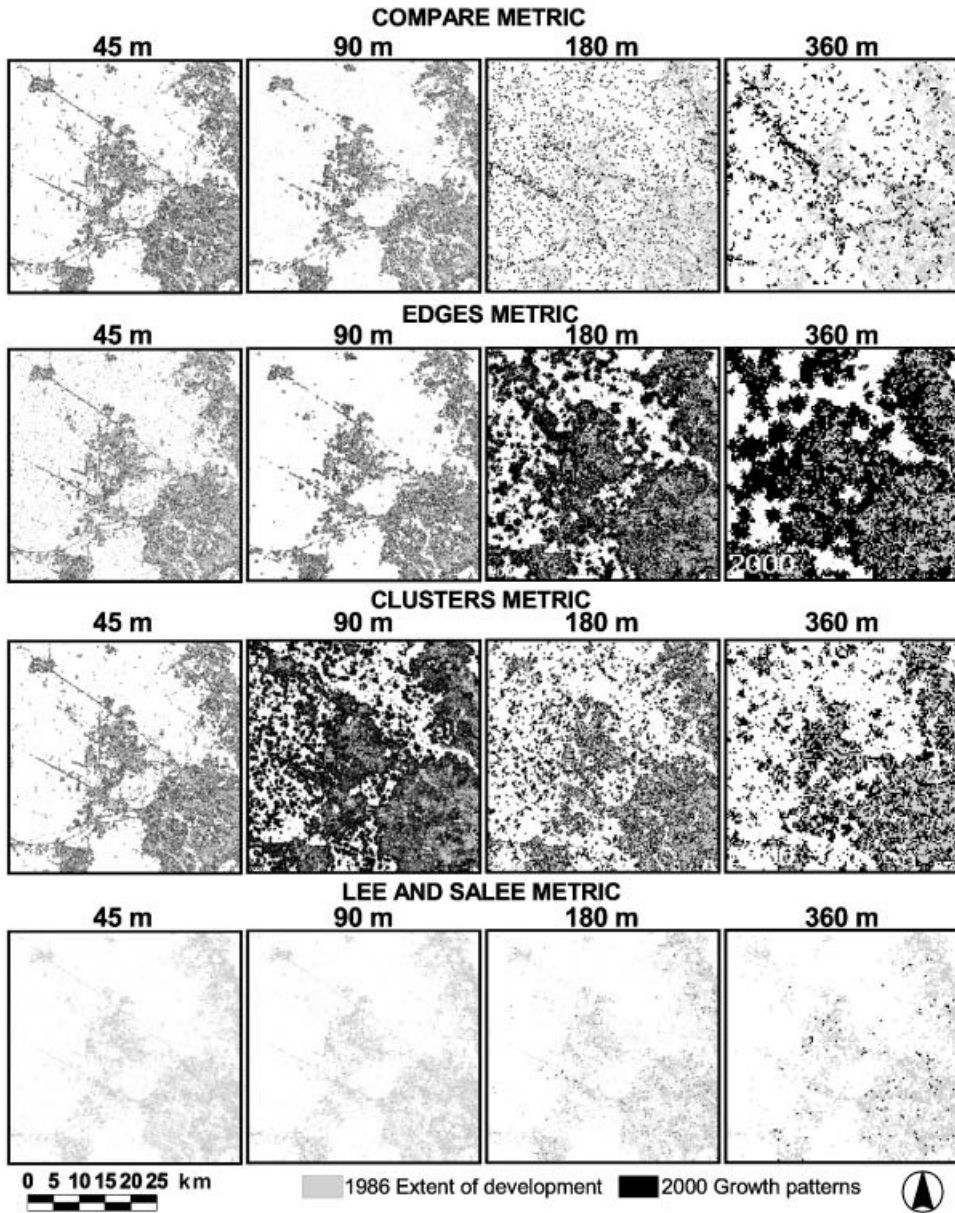 COMPARE METRIC
45 m 90 m 180 m 360 m
EDGES METRIC
45 m 90 m 180 m 360 m
2000
CLUSTERS METRIC
45 m 90 m 180 m 360 m
LEE AND SALEE METRIC
45 m 90 m 180 m 360 m
0 5 10 15 20 25 km
1986 Extent of development 2000 Growth patterns